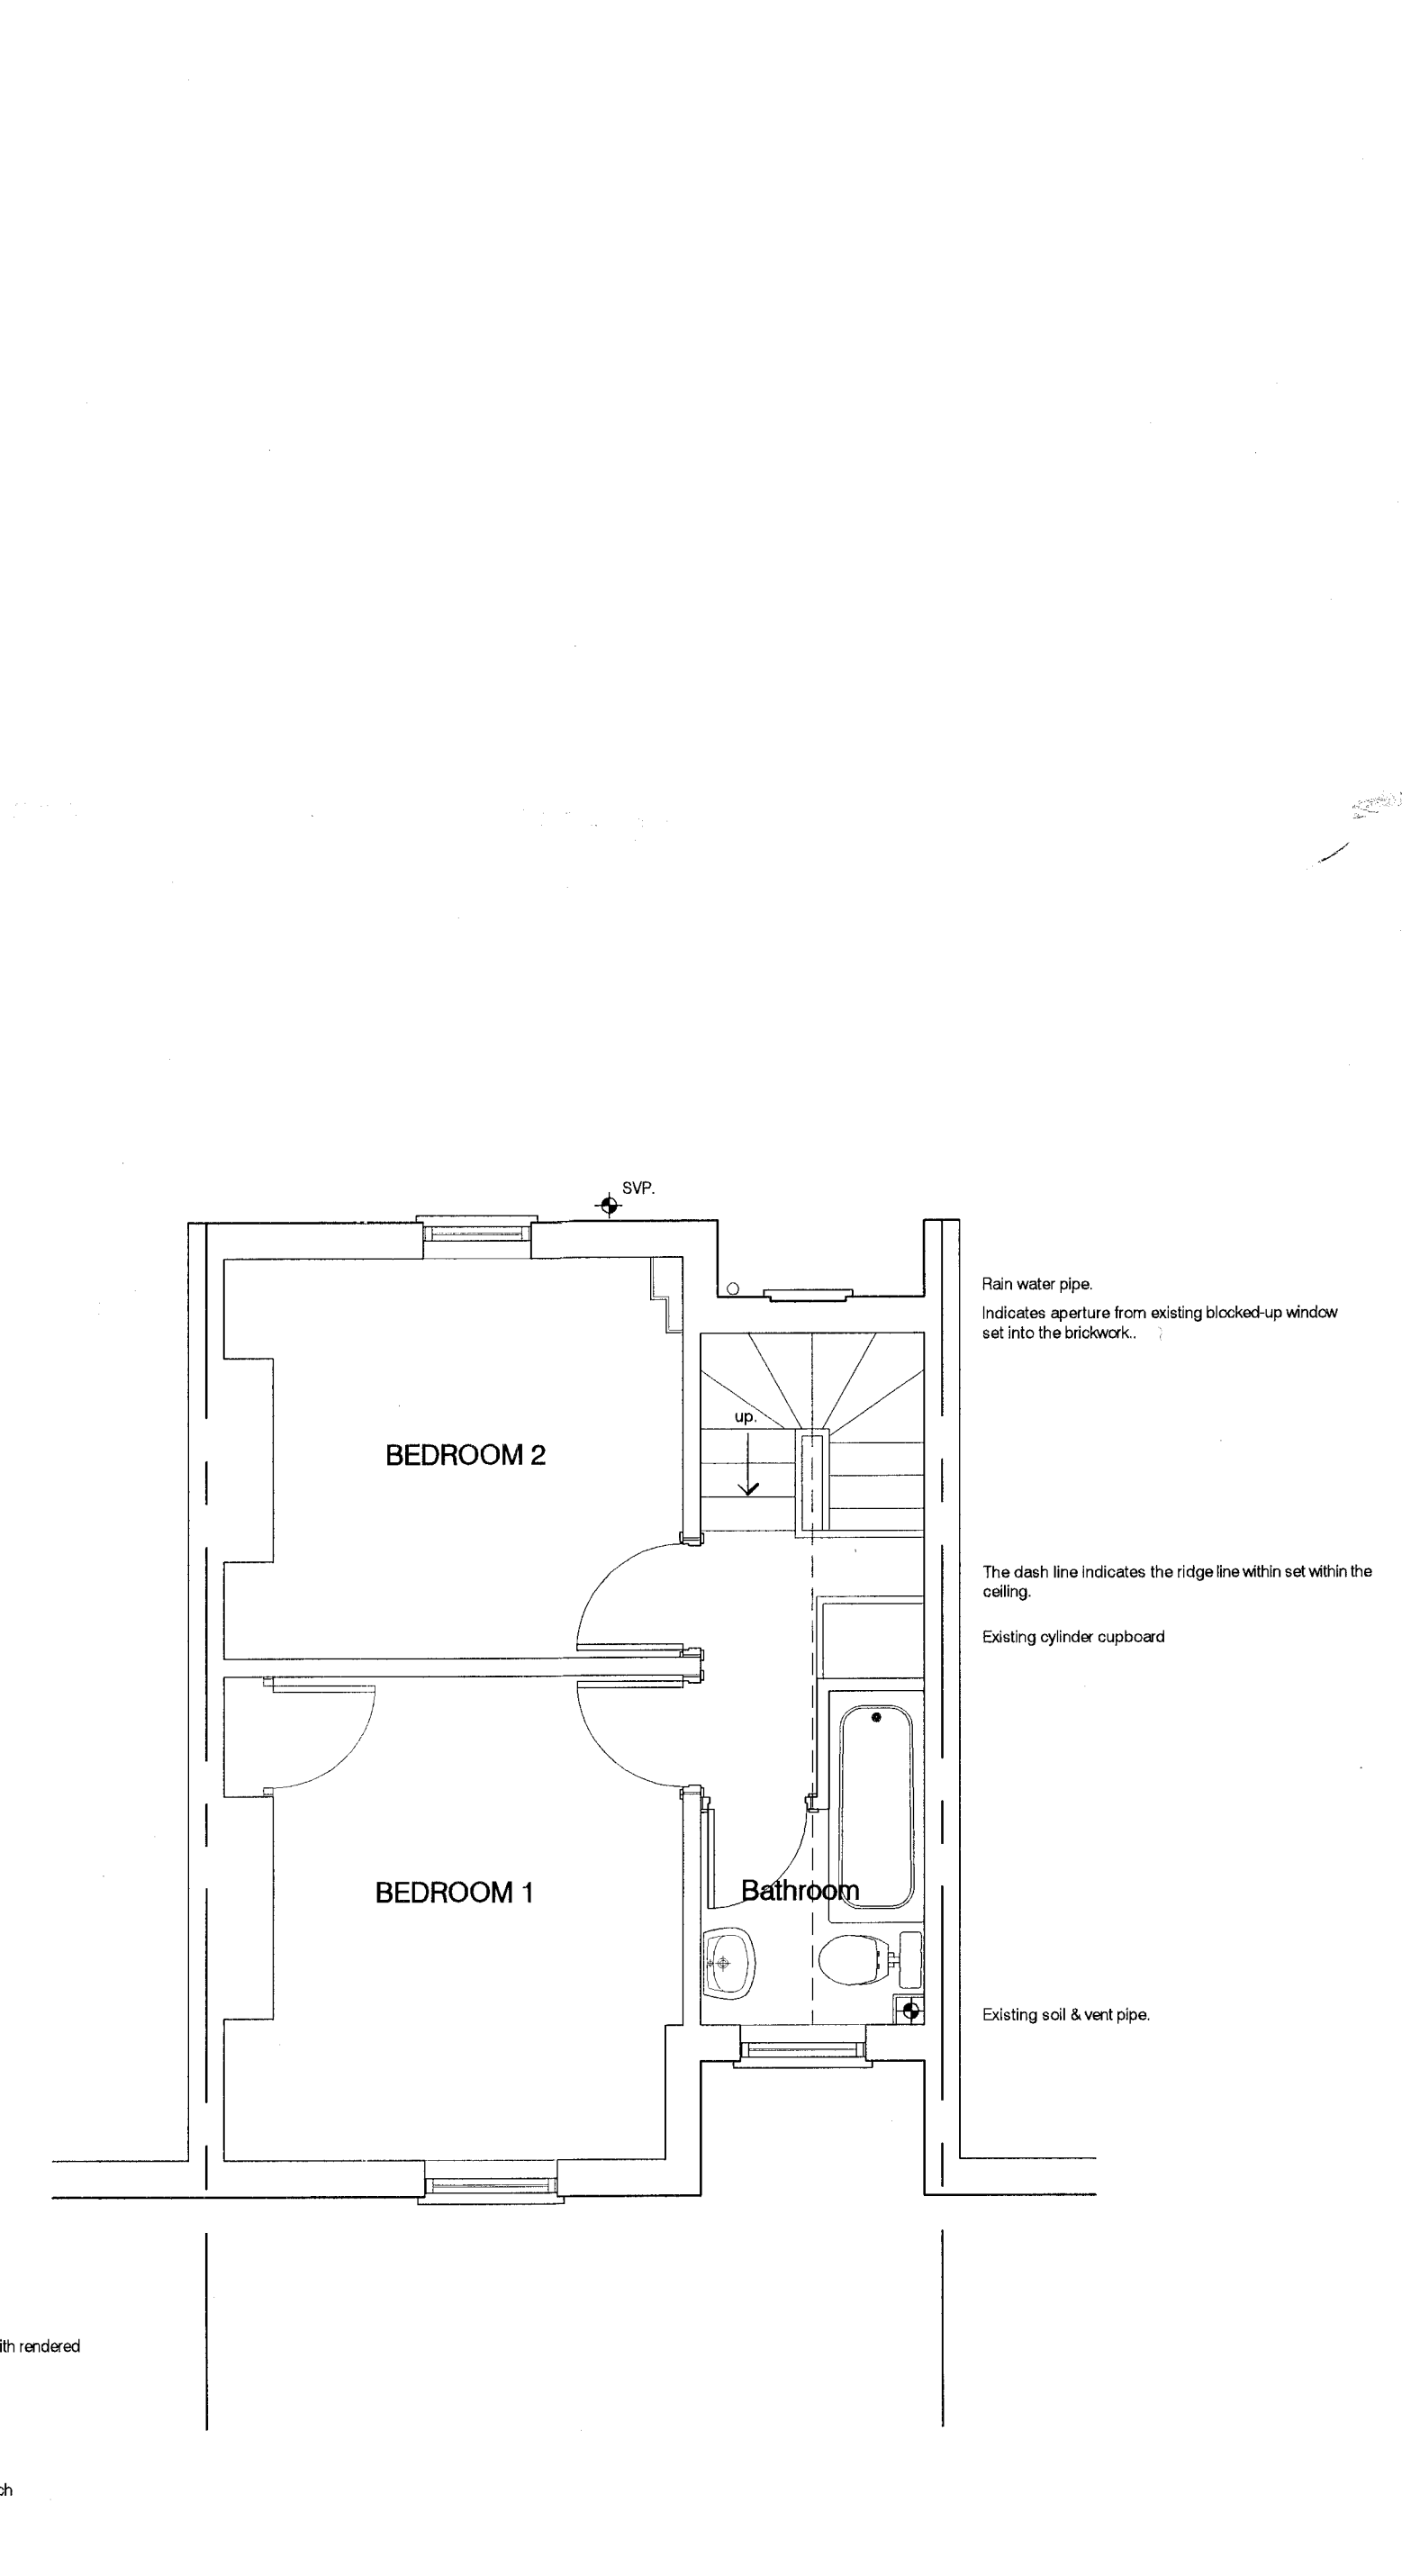 SVP.
Rain water pipe.
Indicates aperture from existing blocked-up window
set into the brickwork..
up.
BEDROOM 2
The dash line indicates the ridge line within set within the
ceiling.
Existing cylinder cupboard
BEDROOM 1
Bathroom
Existing soil & vent pipe.
ith rendered
ch